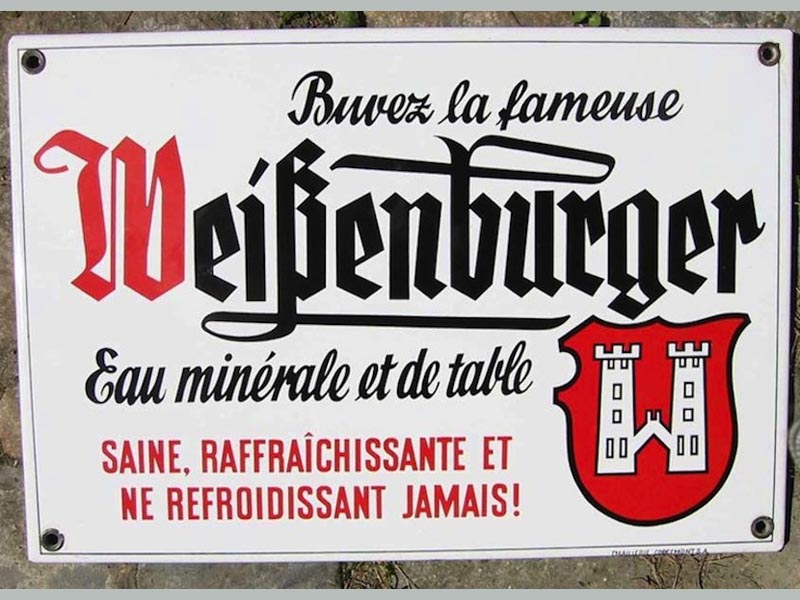 Buvez la fameuse
Weißenburger
Eau minérale et de table
SAINE, RAFFRAÎCHISSANTE ET
NE REFROIDISSANT JAMAIS!